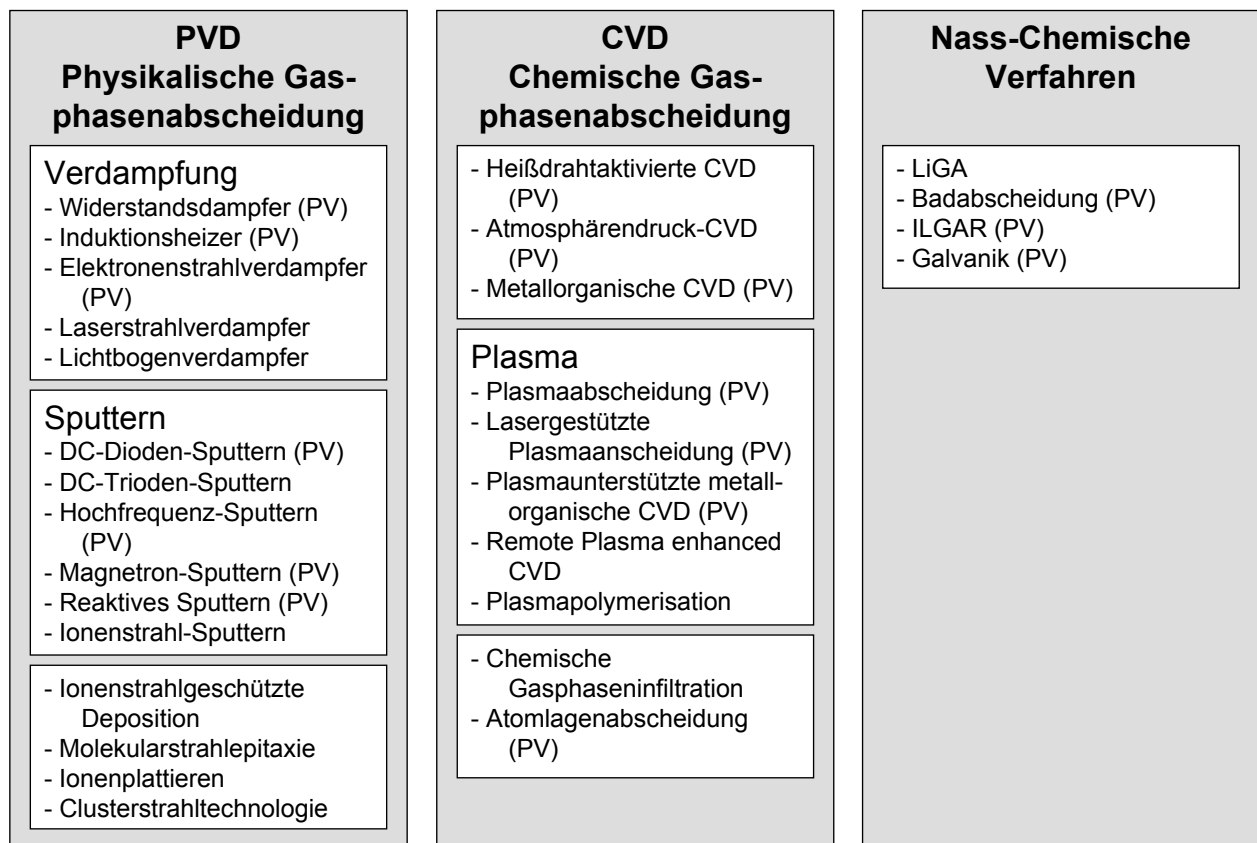 PVD
Physikalische Gas-
phasenabscheidung
Verdampfung
- Widerstandsdampfer (PV)
- Induktionsheizer (PV)
- Elektronenstrahlverdampfer
(PV)
- Laserstrahlverdampfer
- Lichtbogenverdampfer
Sputtern
- DC-Dioden-Sputtern (PV)
- DC-Trioden-Sputtern
- Hochfrequenz-Sputtern
(PV)
- Magnetron-Sputtern (PV)
- Reaktives Sputtern (PV)
- Ionenstrahl-Sputtern
- Ionenstrahlgeschützte
Deposition
- Molekularstrahlepitaxie
- Ionenplattieren
- Clusterstrahltechnologie
CVD
Chemische Gas-
phasenabscheidung
- Heißdrahtaktivierte CVD
(PV)
- Atmosphärendruck-CVD
(PV)
- Metallorganische CVD (PV)
Plasma
- Plasmaabscheidung (PV)
- Lasergestützte
Plasmaanscheidung (PV)
- Plasmaunterstützte metall-
organische CVD (PV)
- Remote Plasma enhanced
CVD
- Plasmapolymerisation
- Chemische
Gasphaseninfiltration
- Atomlagenabscheidung
(PV)
Nass-Chemische
Verfahren
- LiGA
- Badabscheidung (PV)
- ILGAR (PV)
- Galvanik (PV)